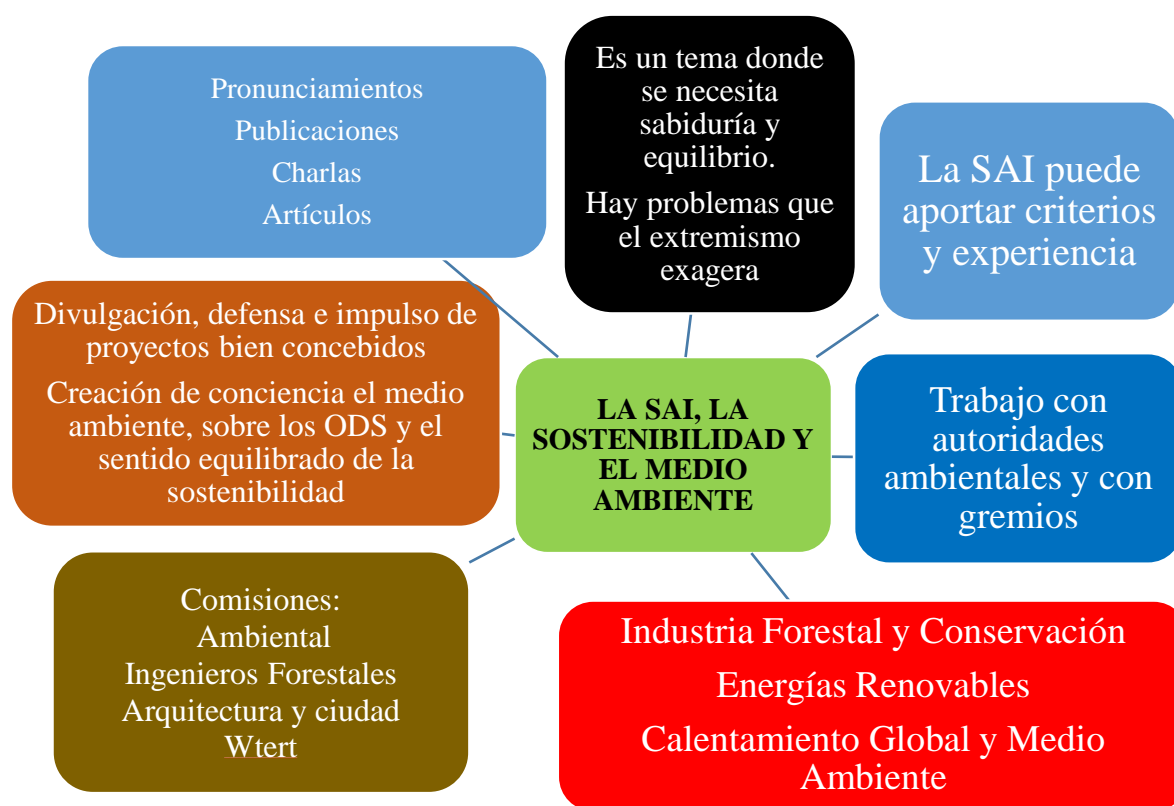 Pronunciamientos
Publicaciones
Charlas
Artículos
Es un tema donde
se necesita
sabiduría y
equilibrio.
Hay problemas que
el extremismo
exagera
La SAI puede
aportar criterios
y experiencia
Divulgación, defensa e impulso de
proyectos bien concebidos
Creación de conciencia el medio
ambiente, sobre los ODS y el
sentido equilibrado de la
sostenibilidad
LA SAI, LA
SOSTENIBILIDAD Y
EL MEDIO
AMBIENTE
Trabajo con
autoridades
ambientales y con
gremios
Comisiones:
Ambiental
Ingenieros Forestales
Arquitectura y ciudad
Wtert
Industria Forestal y Conservación
Energías Renovables
Calentamiento Global y Medio
Ambiente